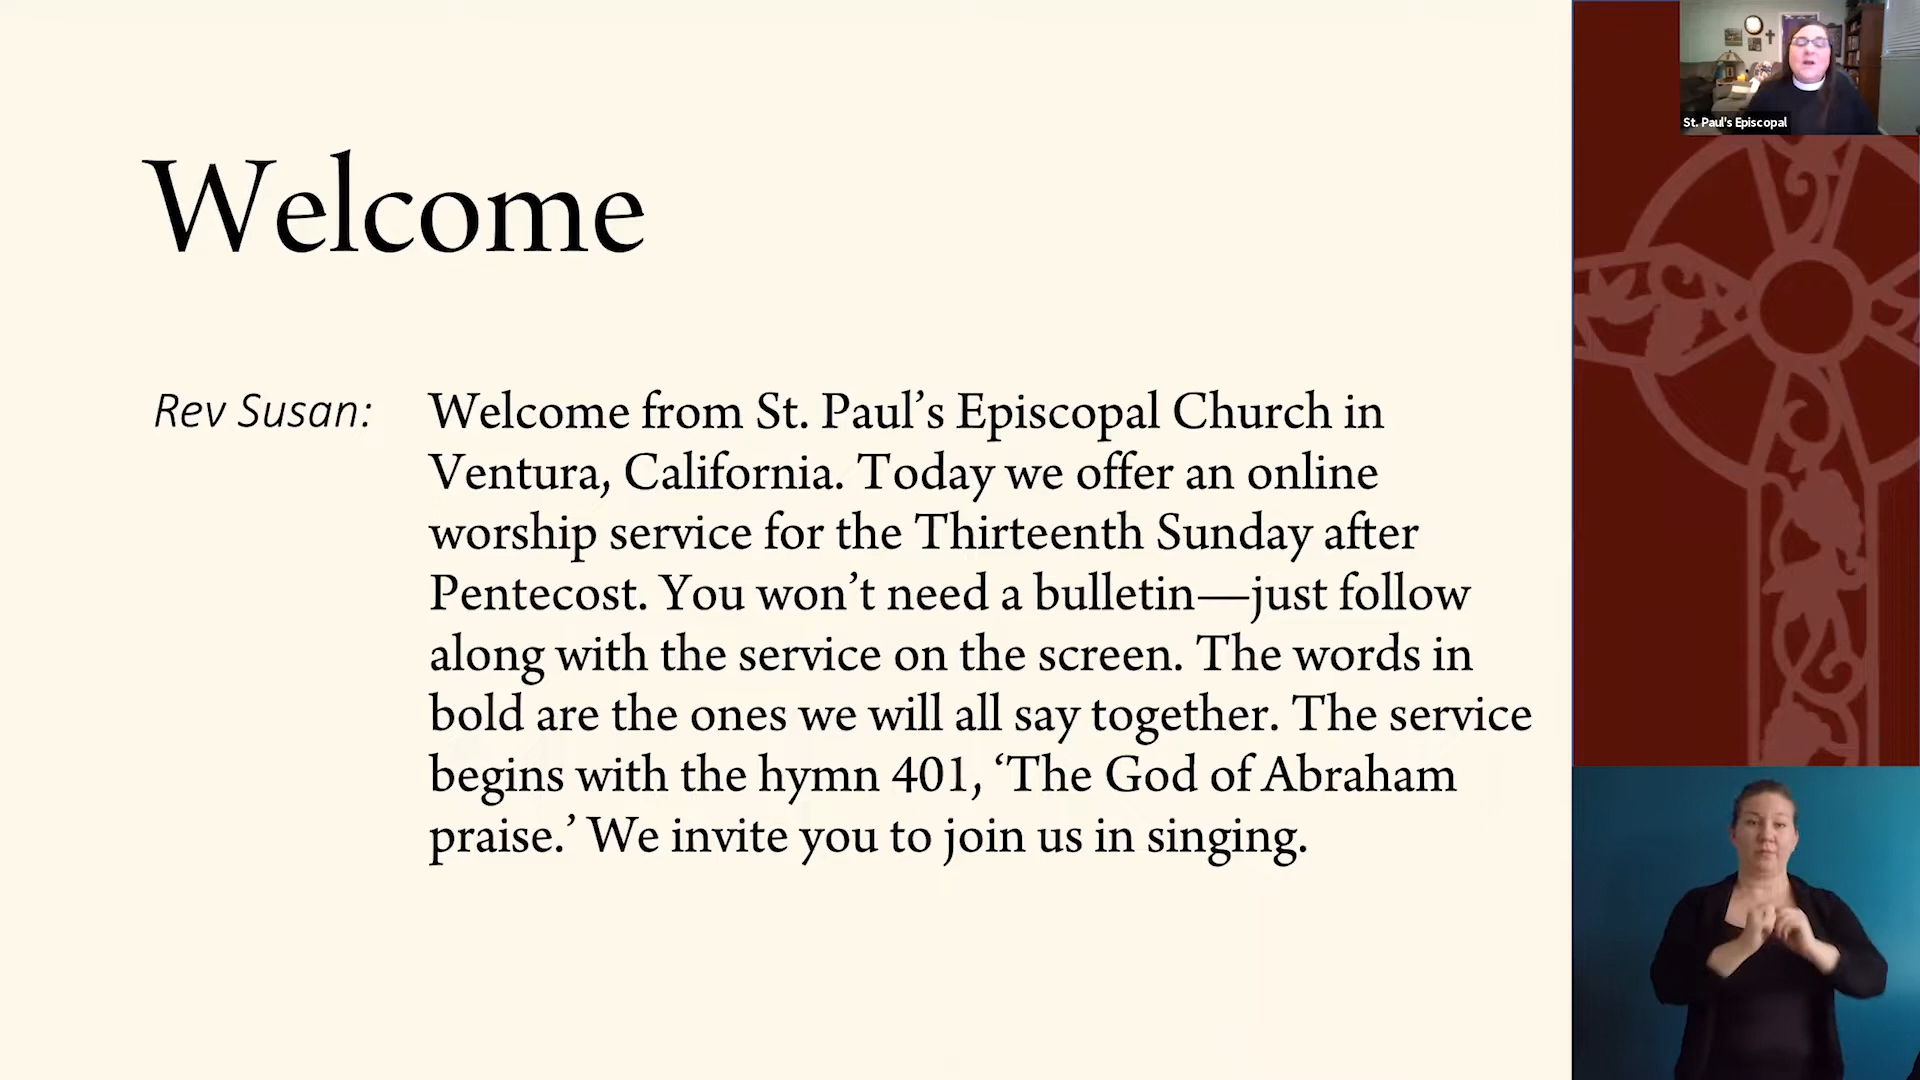 Welcome
Rev Susan:
Welcome from St. Paul’s Episcopal Church in
Ventura, California. Today we offer an online
worship service for the Thirteenth Sunday after
Pentecost. You won’t need a bulletin—just follow
along with the service on the screen. The words in
bold are the ones we will all say together. The service
begins with the hymn 401, ‘The God of Abraham
praise.’ We invite you to join us in singing.
St. Paul's Episcopal